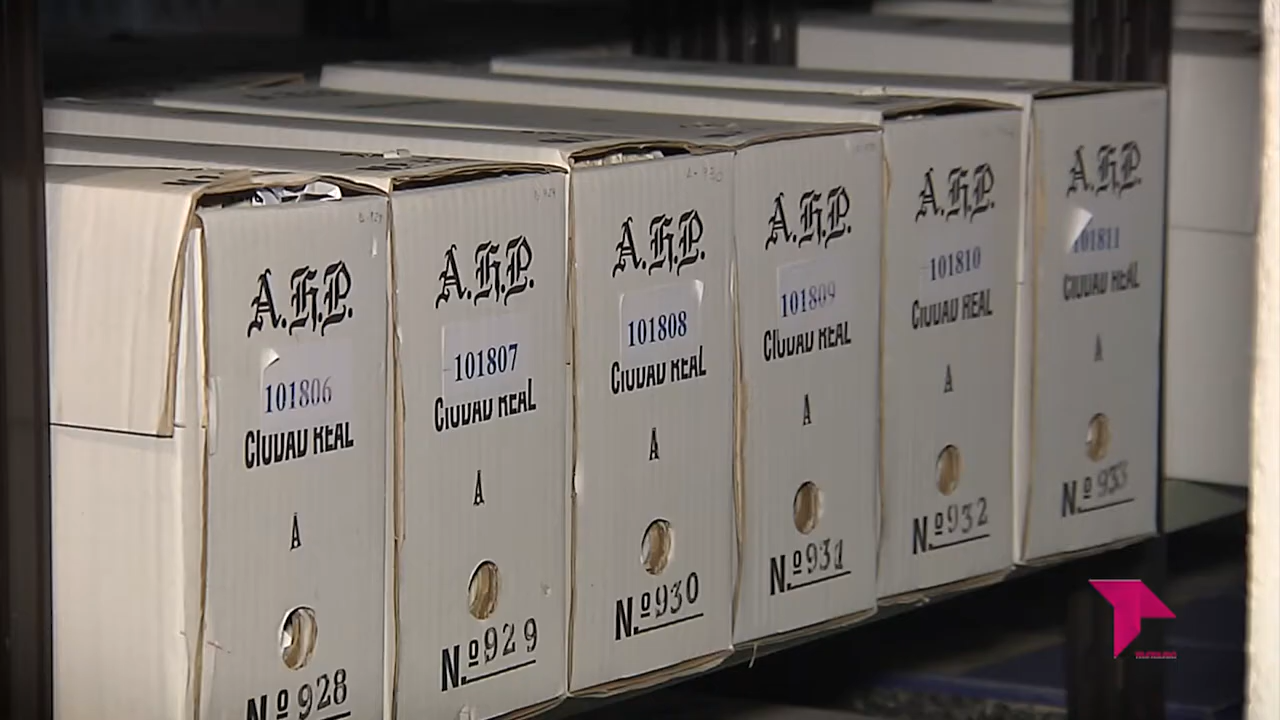 A.H.P.
101806
CIUDAD REAL
A
N.º 928
A.H.P.
101807
CIUDAD REAL
A
N.º 929
A.H.P.
101808
CIUDAD REAL
A
N.º 930
A.H.P.
101809
CIUDAD REAL
A
N.º 931
A.H.P.
101810
CIUDAD REAL
A
N.º 932
A.H.P.
101811
CIUDAD REAL
A
N.º 933